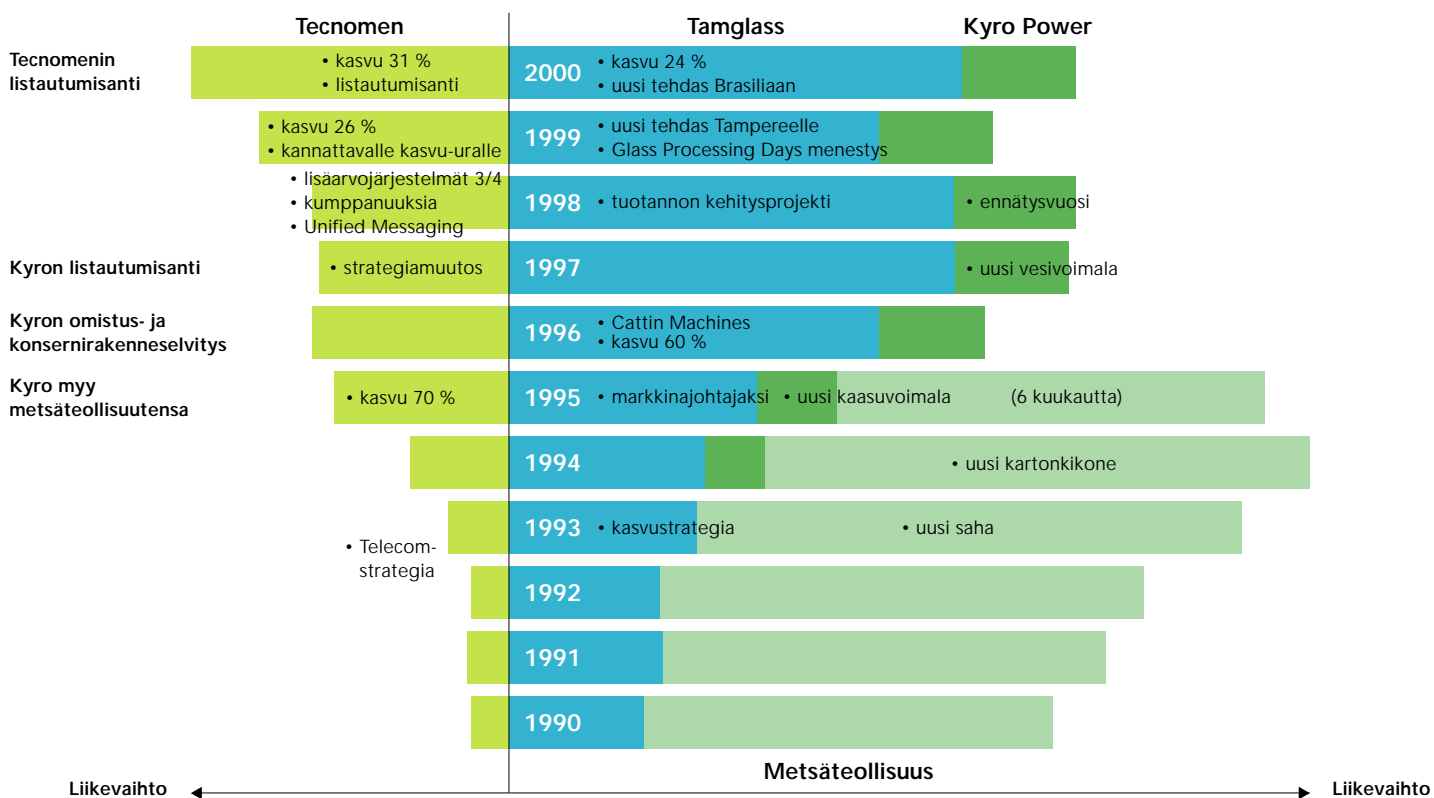 Tecnomen
Tamglass
Kyro Power
Tecnomenin
listautumisanti
• kasvu 31 %
• listautumisanti
2000
• kasvu 24 %
• uusi tehdas Brasiliaan
• kasvu 26 %
• kannattavalle kasvu-uralle
1999
• uusi tehdas Tampereelle
• Glass Processing Days menestys
• lisäarvojärjestelmät 3/4
• kumppanuuksia
• Unified Messaging
1998
• tuotannon kehitysprojekti
• ennätysvuosi
Kyron listautumisanti
• strategiamuutos
1997
• uusi vesivoimala
Kyron omistus- ja
konsernirakenneselvitys
1996
• Cattin Machines
• kasvu 60 %
Kyro myy
metsäteollisuutensa
• kasvu 70 %
1995
• markkinajohtajaksi
• uusi kaasuvoimala
(6 kuukautta)
1994
• uusi kartonkikone
1993
• kasvustrategia
• uusi saha
• Telecom-
strategia
1992
1991
1990
Metsäteollisuus
Liikevaihto
Liikevaihto